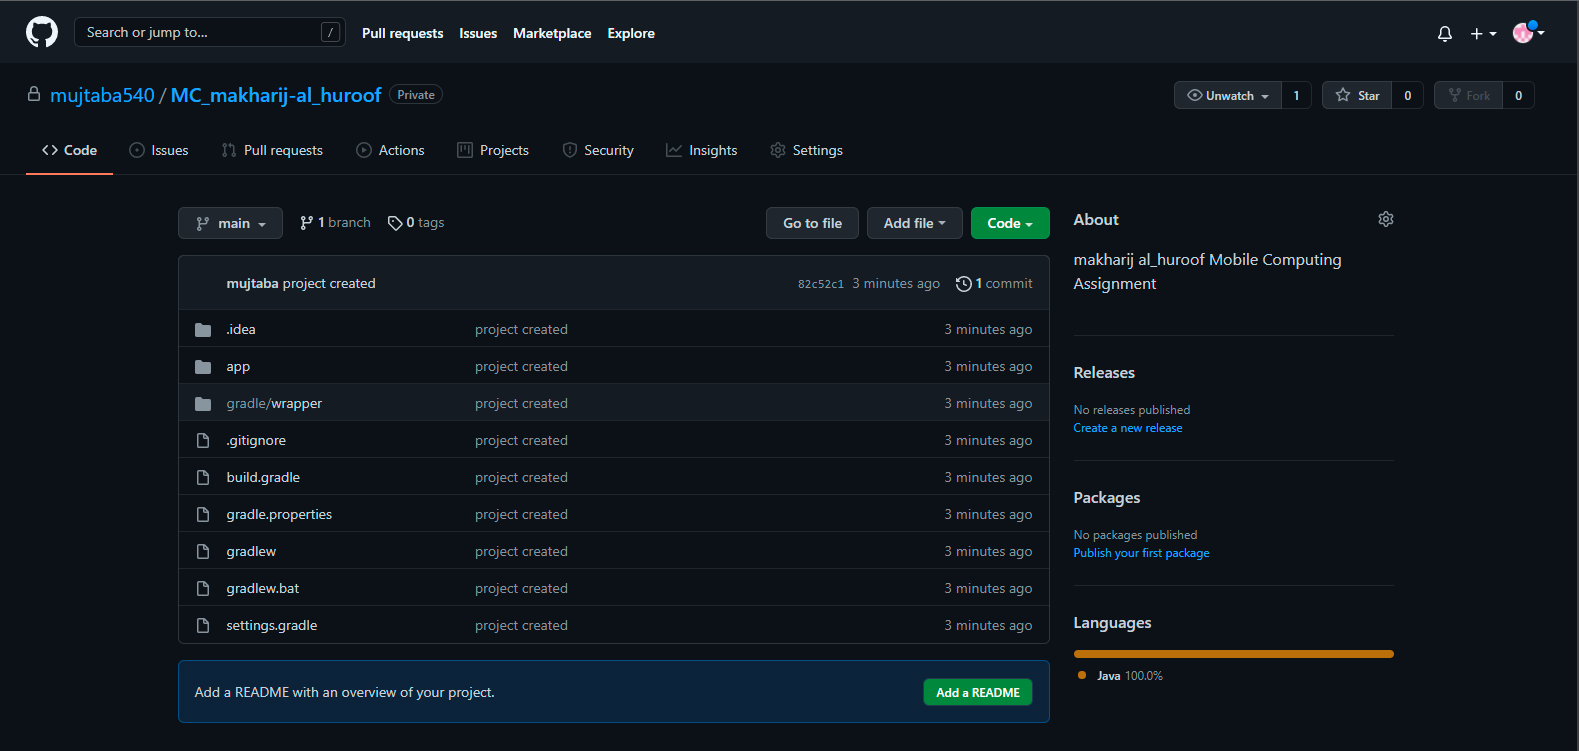 Search or jump to... / Pull requests Issues Marketplace Explore
mujtaba540 / MC_makharij-al_huroof Private Unwatch 1 Star 0 Fork 0
Code Issues Pull requests Actions Projects Security Insights Settings
main 1 branch 0 tags Go to file Add file Code
mujtaba project created 82c52c1 3 minutes ago 1 commit
.idea project created 3 minutes ago
app project created 3 minutes ago
gradle/wrapper project created 3 minutes ago
.gitignore project created 3 minutes ago
build.gradle project created 3 minutes ago
gradle.properties project created 3 minutes ago
gradlew project created 3 minutes ago
gradlew.bat project created 3 minutes ago
settings.gradle project created 3 minutes ago
Add a README with an overview of your project. Add a README
About
makharij al_huroof Mobile Computing
Assignment
Releases
No releases published
Create a new release
Packages
No packages published
Publish your first package
Languages
Java 100.0%